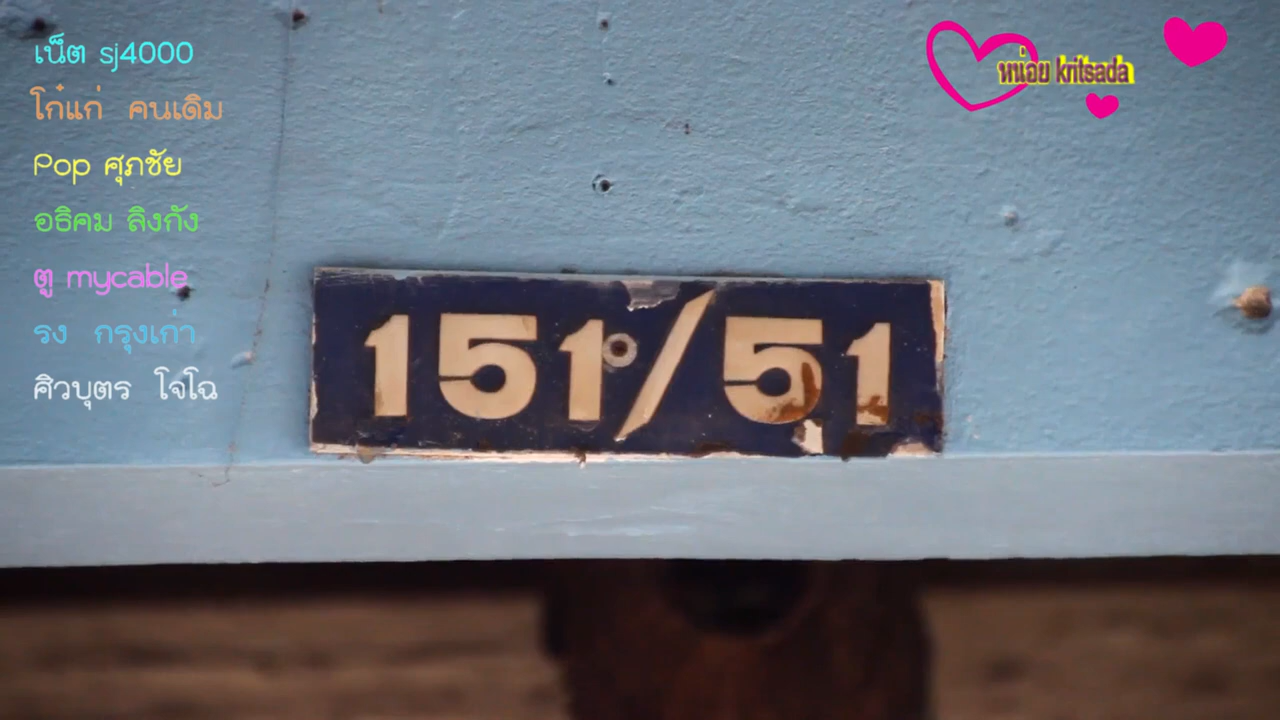 เน็ต sj4000
โก๋แก่ คนเดิม
Pop ศุภชัย
อธิคม ลิงกัง
ตู mycable
รง กรุงเก่า
ศิวบุตร โจโฉ
หน่อย kritsada
151/51